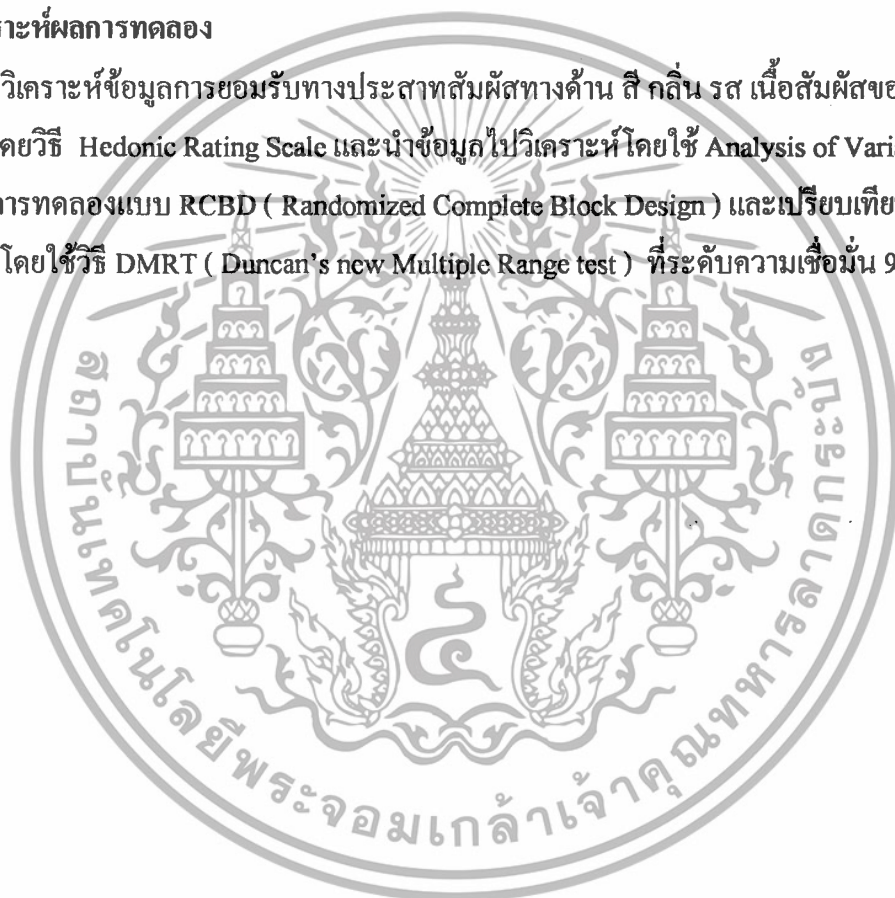 ราะห์ผลการทดลอง
วิเคราะห์ข้อมูลการยอมรับทางประสาทสัมผัสทางด้าน สี กลิ่น รส เนื้อสัมผัสขอ
ดยวิธี Hedonic Rating Scale และนำข้อมูลไปวิเคราะห์โดยใช้ Analysis of Vari
การทดลองแบบ RCBD ( Randomized Complete Block Design ) และเปรียบเทีย
โดยใช้วิธี DMRT ( Duncan's new Multiple Range test ) ที่ระดับความเชื่อมั่น 9
สถาบันเทคโนโลยีพระจอมเกล้าเจ้าคุณทหารลาดกระบัง